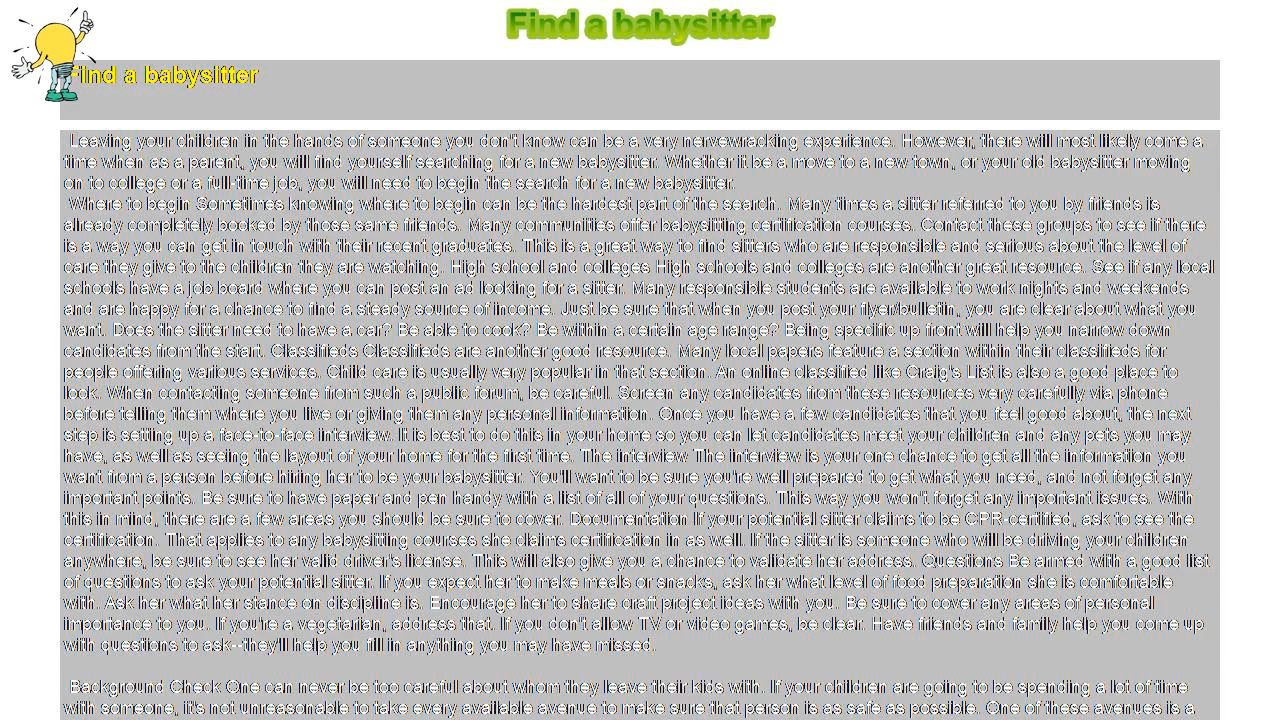 Find a babysitter
Find a babysitter
Leaving your children in the hands of someone you don't know can be a very nervewracking experience. However, there will most likely come a
time when as a parent, you will find yourself searching for a new babysitter. Whether it be a move to a new town, or your old babysitter moving
on to college or a full-time job, you will need to begin the search for a new babysitter.
Where to begin Sometimes knowing where to begin can be the hardest part of the search. Many times a sitter referred to you by friends is
already completely booked by those same friends. Many communities offer babysitting certification courses. Contact these groups to see if there
is a way you can get in touch with their recent graduates. This is a great way to find sitters who are responsible and serious about the level of
care they give to the children they are watching. High school and colleges High schools and colleges are another great resource. See if any local
schools have a job board where you can post an ad looking for a sitter. Many responsible students are available to work nights and weekends
and are happy for a chance to find a steady source of income. Just be sure that when you post your flyer/bulletin, you are clear about what you
want. Does the sitter need to have a car? Be able to cook? Be within a certain age range? Being specific up front will help you narrow down
candidates from the start. Classifieds Classifieds are another good resource. Many local papers feature a section within their classifieds for
people offering various services. Child care is usually very popular in that section. An online classified like Craig's List is also a good place to
look. When contacting someone from such a public forum, be careful. Screen any candidates from these resources very carefully via phone
before telling them where you live or giving them any personal information. Once you have a few candidates that you feel good about, the next
step is setting up a face-to-face interview. It is best to do this in your home so you can let candidates meet your children and any pets you may
have, as well as seeing the layout of your home for the first time. The interview The interview is your one chance to get all the information you
want from a person before hiring her to be your babysitter. You'll want to be sure you're well prepared to get what you need, and not forget any
important points. Be sure to have paper and pen handy with a list of all of your questions. This way you won't forget any important issues. With
this in mind, there are a few areas you should be sure to cover. Documentation If your potential sitter claims to be CPR-certified, ask to see the
certification. That applies to any babysitting courses she claims certification in as well. If the sitter is someone who will be driving your children
anywhere, be sure to see her valid driver's license. This will also give you a chance to validate her address. Questions Be armed with a good list
of questions to ask your potential sitter. If you expect her to make meals or snacks, ask her what level of food preparation she is comfortable
with. Ask her what her stance on discipline is. Encourage her to share craft project ideas with you. Be sure to cover any areas of personal
importance to you. If you're a vegetarian, address that. If you don't allow TV or video games, be clear. Have friends and family help you come up
with questions to ask--they'll help you fill in anything you may have missed.
Background Check One can never be too careful about whom they leave their kids with. If your children are going to be spending a lot of time
with someone, it's not unreasonable to take every available avenue to make sure that person is as safe as possible. One of these avenues is a